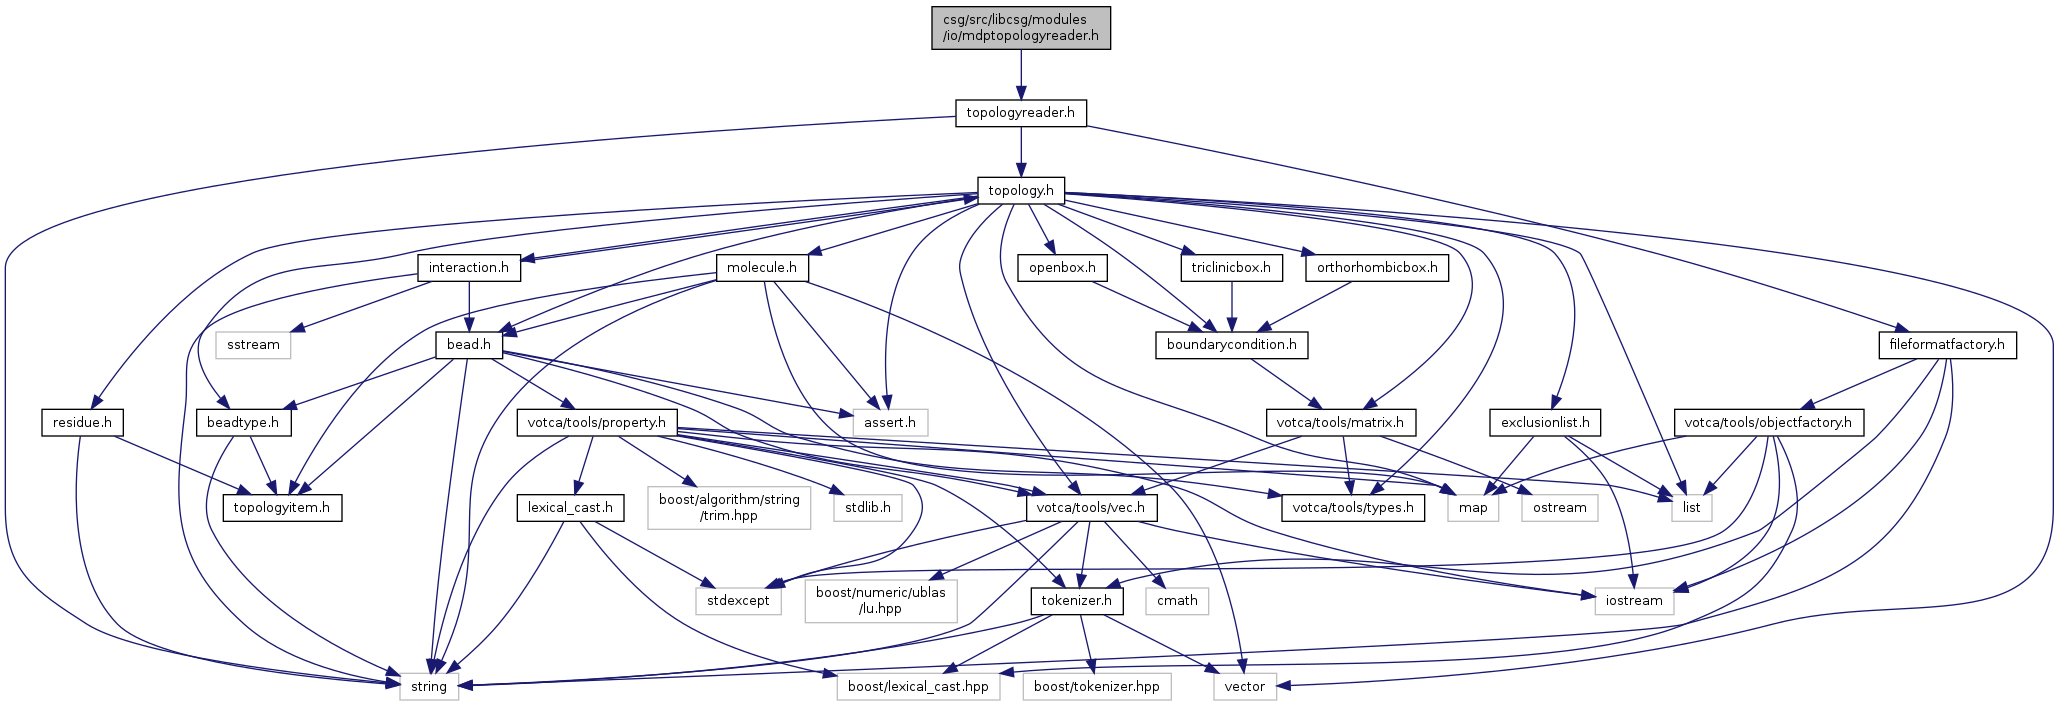 csg/src/libcsg/modules
/io/mdptopologyreader.h
topologyreader.h
topology.h
interaction.h
molecule.h
openbox.h
triclinicbox.h
orthorhombicbox.h
sstream
bead.h
boundarycondition.h
fileformatfactory.h
residue.h
beadtype.h
votca/tools/property.h
assert.h
votca/tools/matrix.h
exclusionlist.h
votca/tools/objectfactory.h
topologyitem.h
lexical_cast.h
boost/algorithm/string
/trim.hpp
stdlib.h
votca/tools/vec.h
votca/tools/types.h
map
ostream
list
stdexcept
boost/numeric/ublas
/lu.hpp
tokenizer.h
cmath
iostream
string
boost/lexical_cast.hpp
boost/tokenizer.hpp
vector